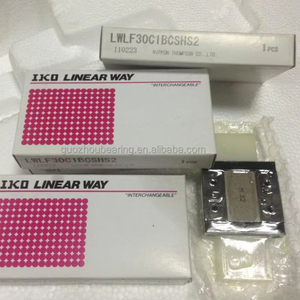 LWLF30C1BCSHS2
110223
1 PCS
NIPPON THOMPSON CO., LTD.
IKO LINEAR WAY
"INTERCHANGEABLE"
LWLF30C1BCSHS2
guozhoubearing.en.alibaba.com
IKO LINEAR WAY
"INTERCHANGEABLE"